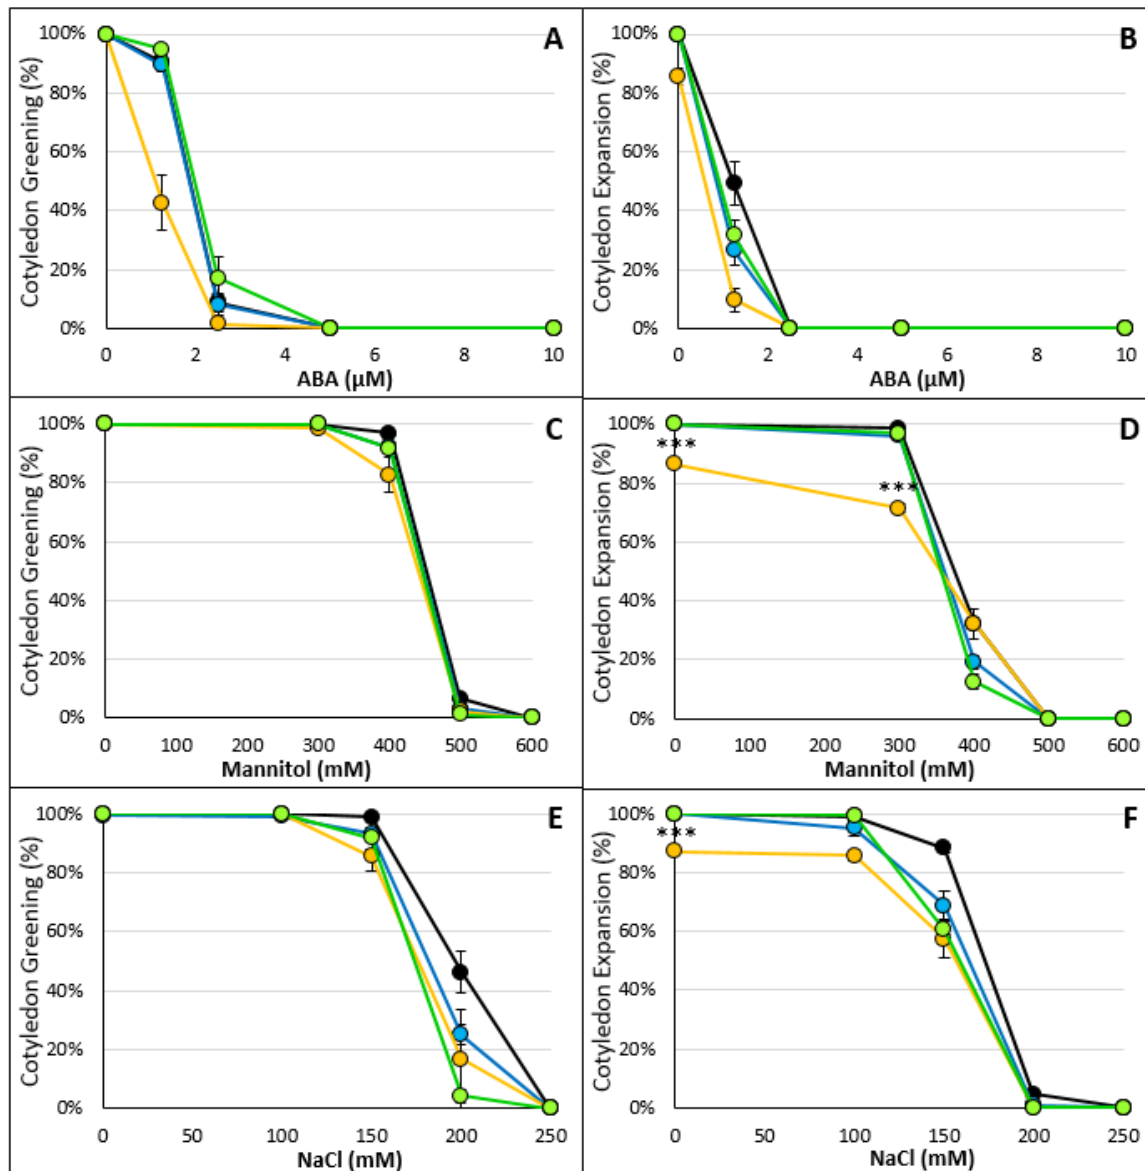 A
Cotyledon Greening (%)
100%
80%
60%
40%
20%
0%
0 2 4 6 8 10
ABA (µM)
B
Cotyledon Expansion (%)
100%
80%
60%
40%
20%
0%
0 2 4 6 8 10
ABA (µM)
C
Cotyledon Greening (%)
100%
80%
60%
40%
20%
0%
0 100 200 300 400 500 600
Mannitol (mM)
D
Cotyledon Expansion (%)
100%
80%
60%
40%
20%
0%
***
***
0 100 200 300 400 500 600
Mannitol (mM)
E
Cotyledon Greening (%)
100%
80%
60%
40%
20%
0%
0 50 100 150 200 250
NaCl (mM)
F
Cotyledon Expansion (%)
100%
80%
60%
40%
20%
0%
***
0 50 100 150 200 250
NaCl (mM)